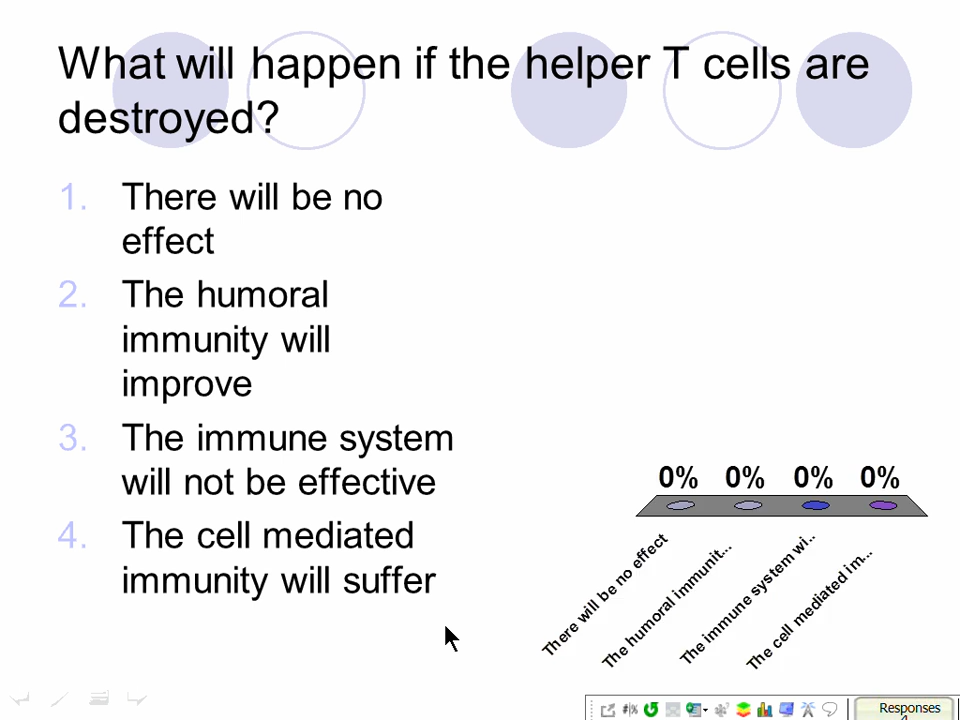 What will happen if the helper T cells are
destroyed?
1. There will be no
effect
2. The humoral
immunity will
improve
3. The immune system
will not be effective
4. The cell mediated
immunity will suffer
0% 0% 0% 0%
There will be no effect
The humoral immunit...
The immune system wi...
The cell mediated im...
Responses